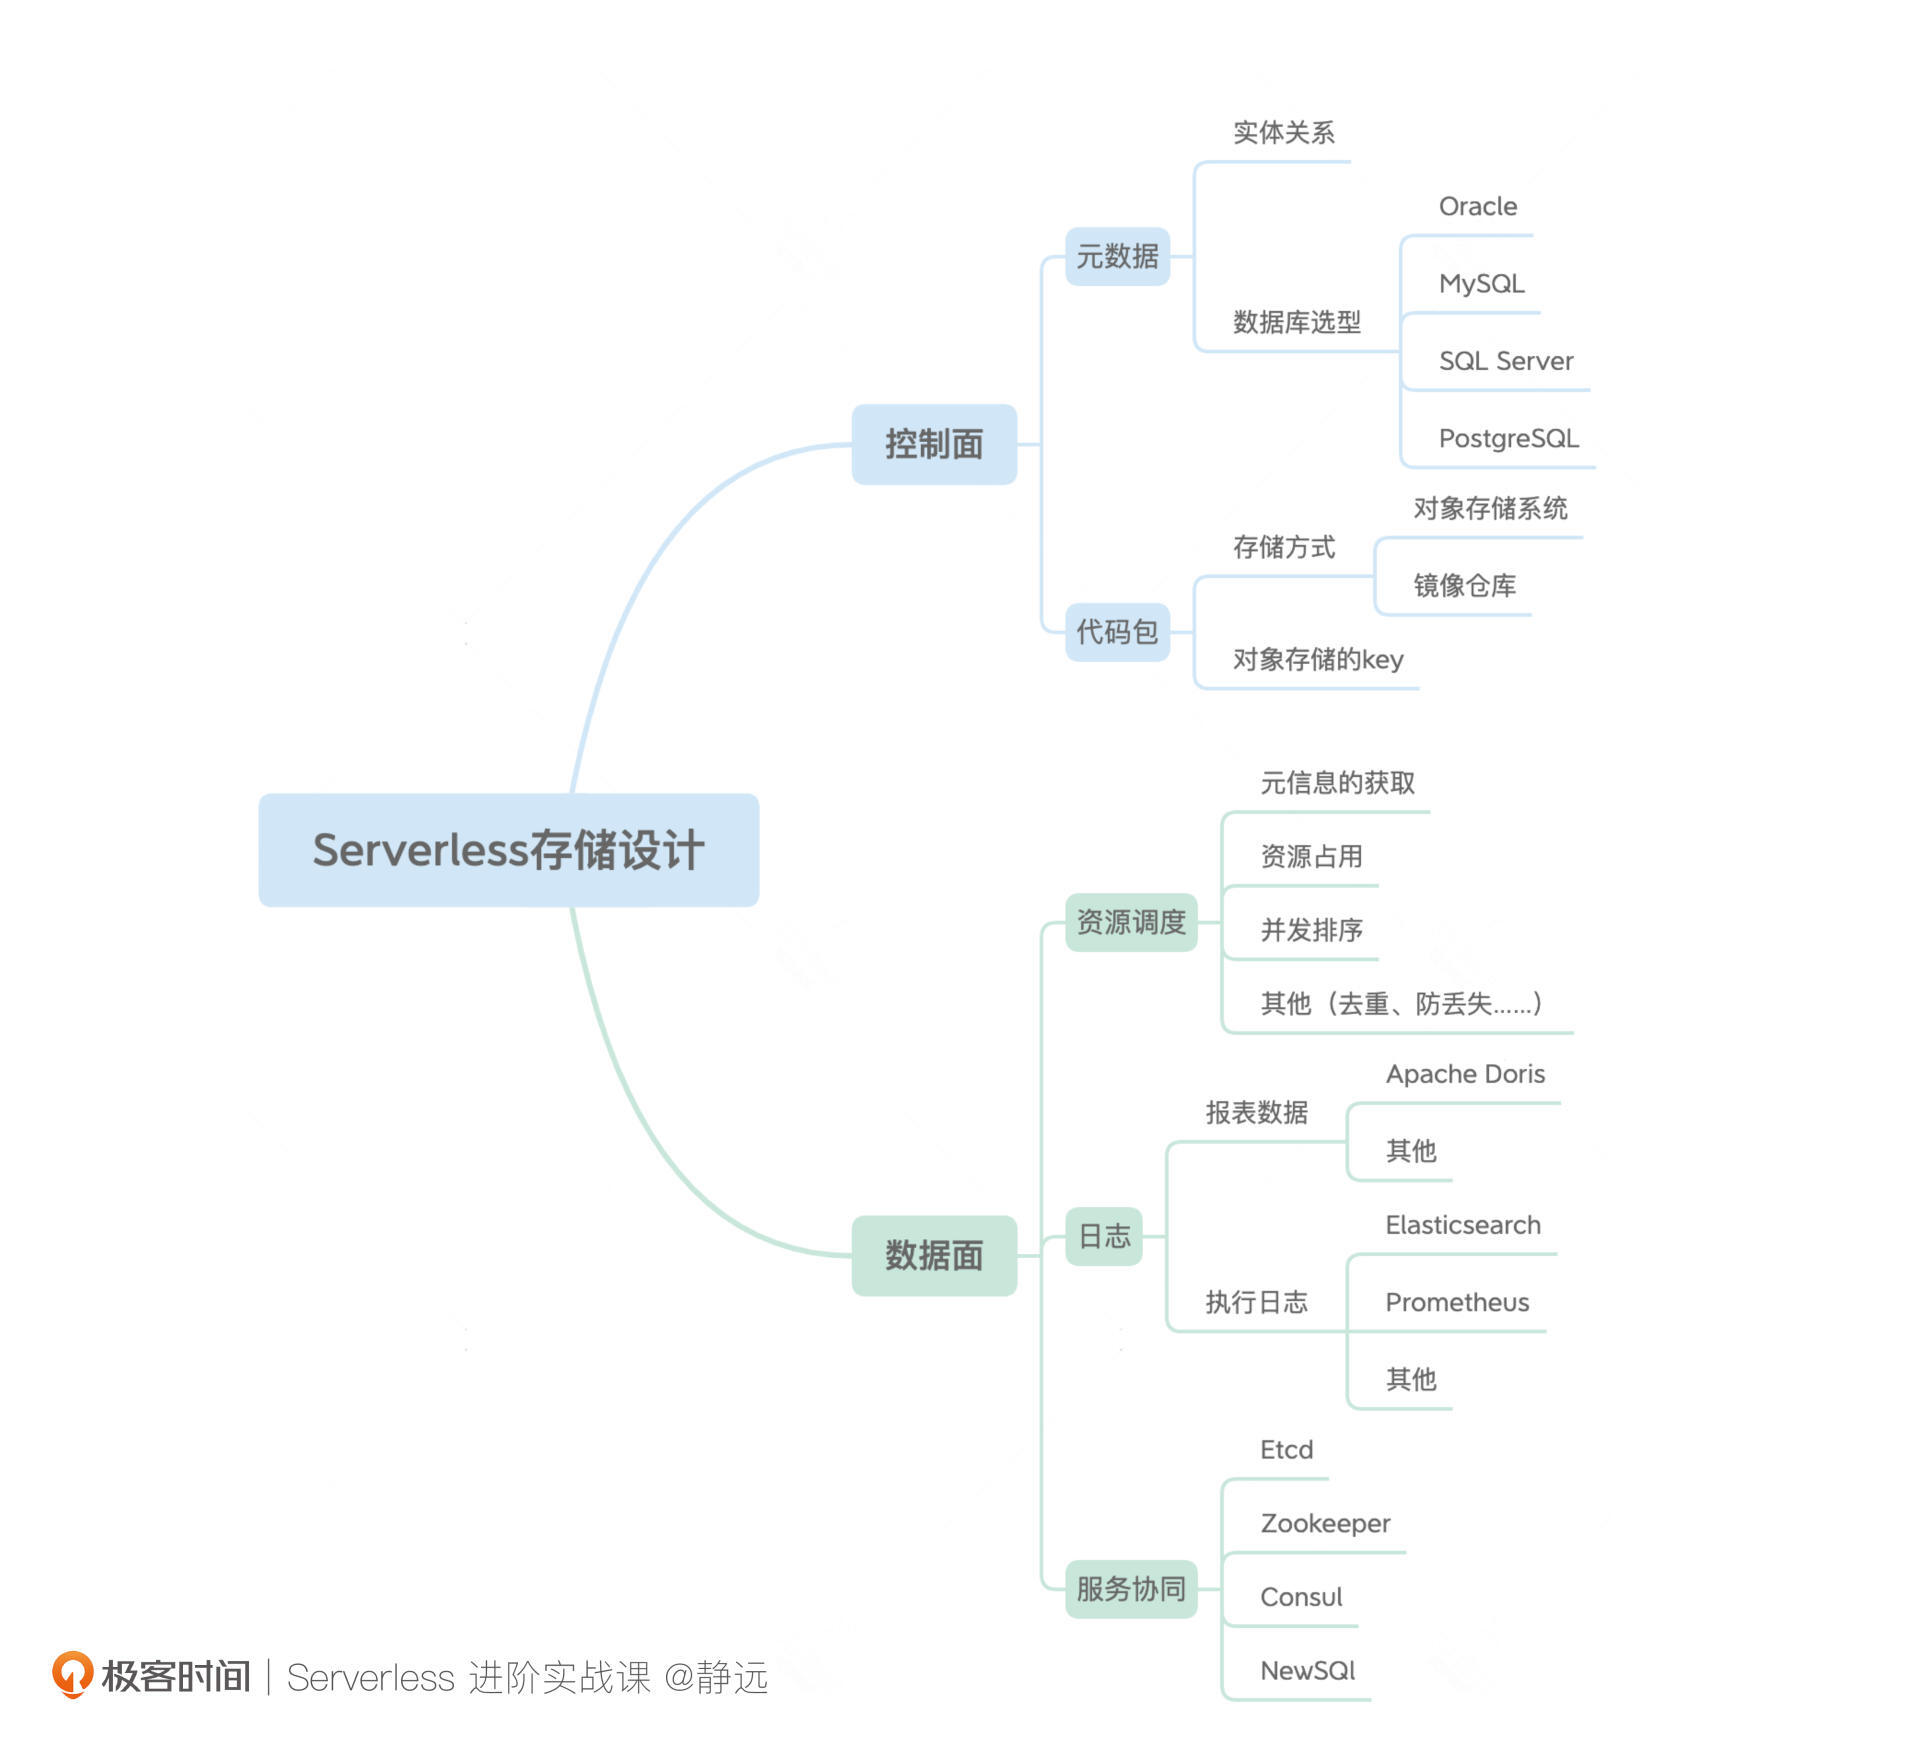 Serverless存储设计
控制面
元数据
实体关系
数据库选型
Oracle
MySQL
SQL Server
PostgreSQL
代码包
存储方式
对象存储系统
镜像仓库
对象存储的key
数据面
资源调度
元信息的获取
资源占用
并发排序
其他（去重、防丢失......）
日志
报表数据
Apache Doris
其他
执行日志
Elasticsearch
Prometheus
其他
服务协同
Etcd
Zookeeper
Consul
NewSQl
极客时间 | Serverless 进阶实战课 @静远